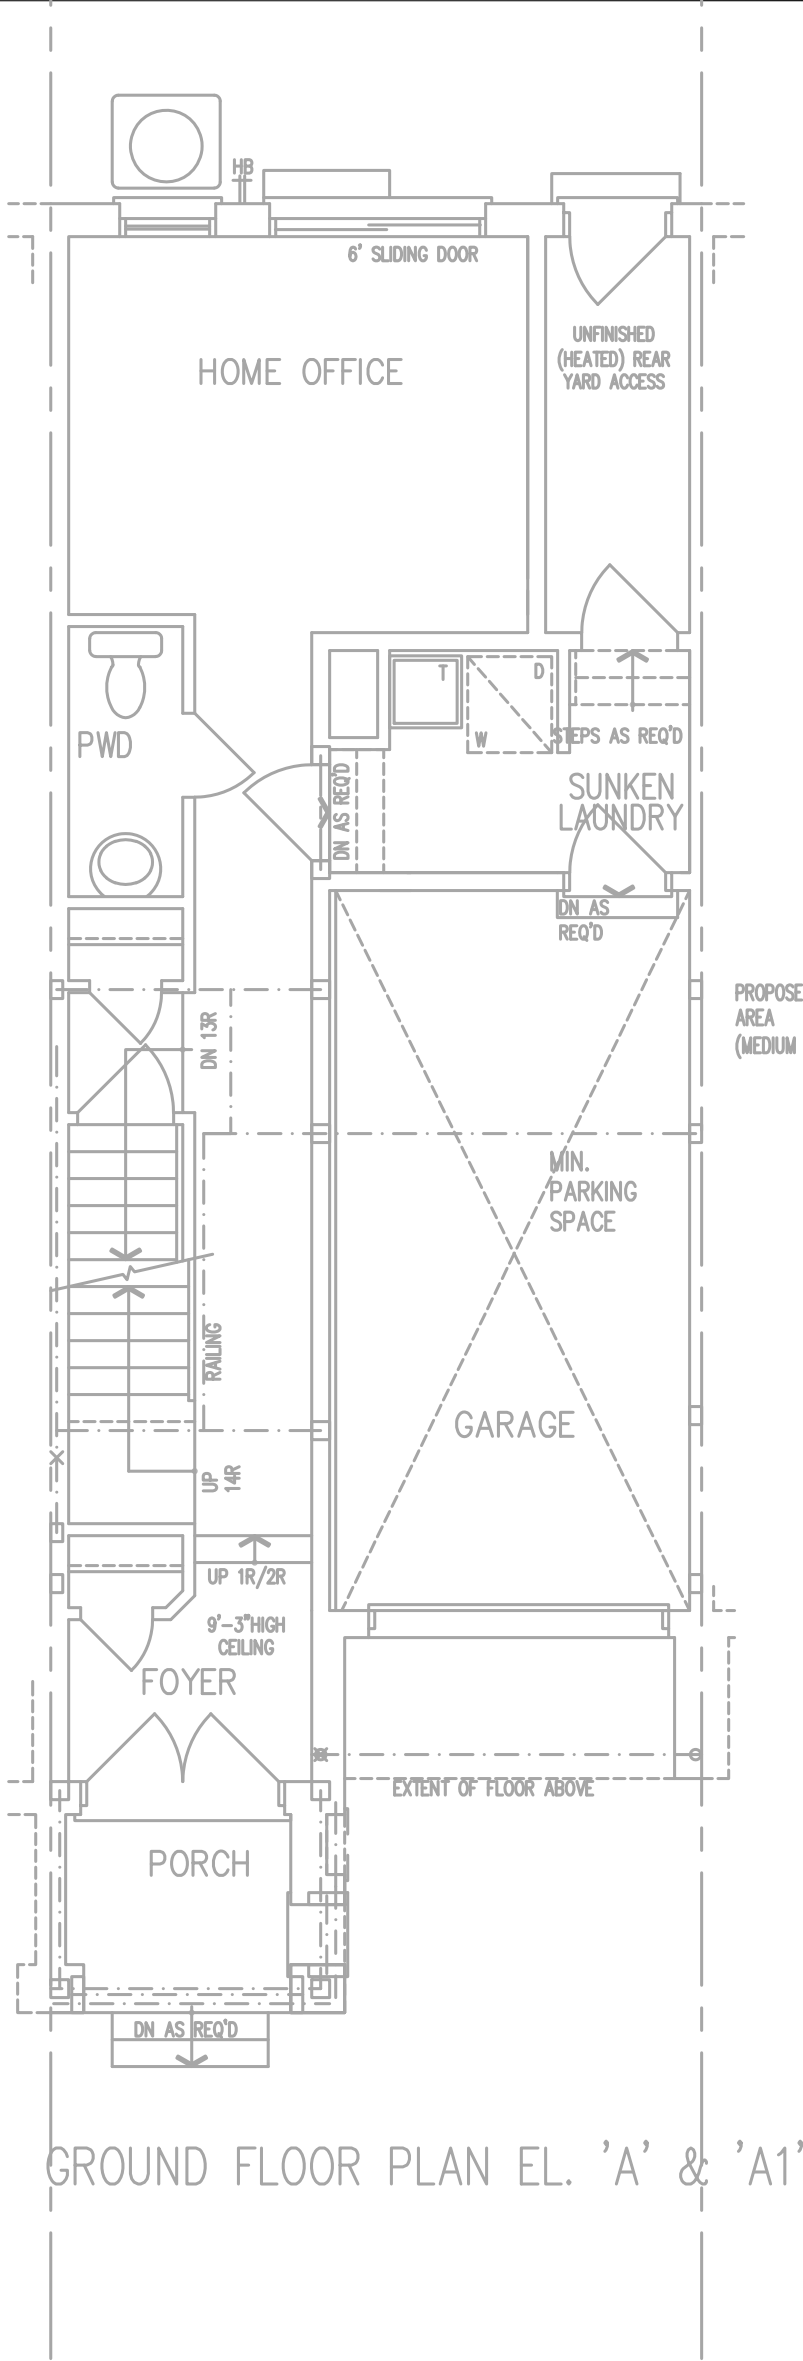 HB
6' SLIDING DOOR
UNFINISHED
(HEATED) REAR
YARD ACCESS
HOME OFFICE
T
D
W
PWD
STEPS AS REQ'D
DN AS REQ'D
SUNKEN
LAUNDRY
DN AS
REQ'D
PROPOSE
AREA
(MEDIUM
DN 13R
MIN.
PARKING
SPACE
RAILING
GARAGE
UP
14R
UP 1R/2R
9'-3"HIGH
CEILING
FOYER
EXTENT OF FLOOR ABOVE
PORCH
DN AS REQ'D
GROUND FLOOR PLAN EL. 'A' & 'A1'